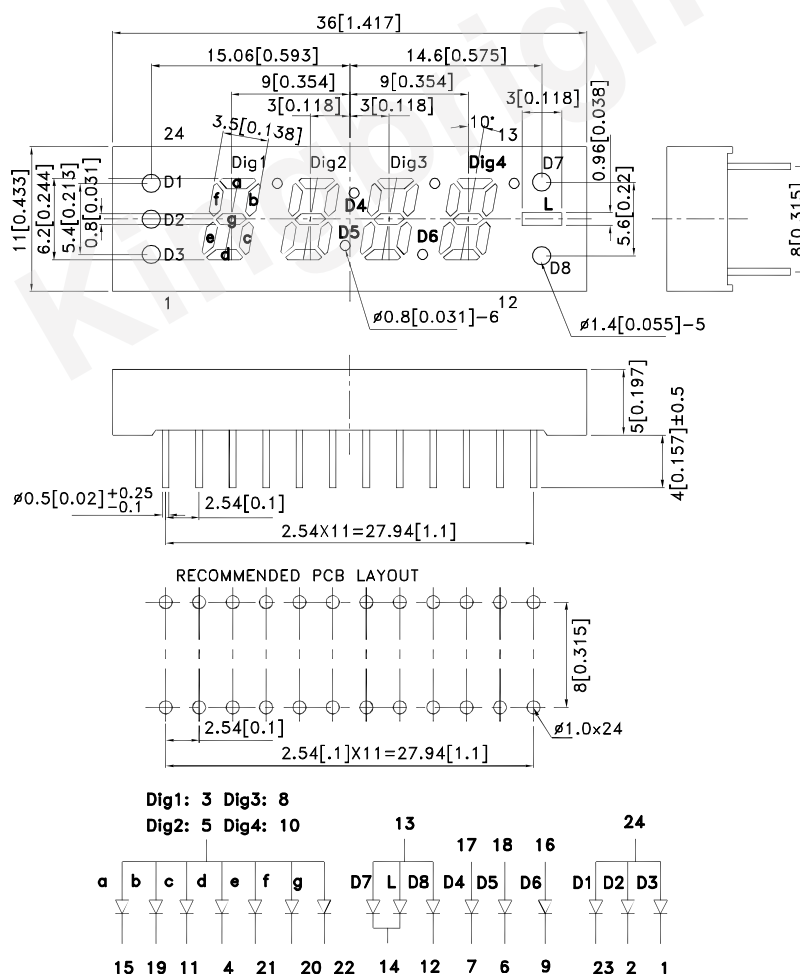 36[1.417]
15.06[0.593] 14.6[0.575]
9[0.354] 9[0.354]
3[0.118] 3[0.118] 3[0.118]
3.5[0.138] 10° 0.96[0.038]
24 13
Dig1 Dig2 Dig3 Dig4 D7
D1 a
f b D4 L
D2 g
D5 D6
e c
D3 d D8
11[0.433] 6.2[0.244] 5.4[0.213] 0.8[0.031]
5.6[0.22] 8[0.315]
1 12
ø0.8[0.031]-6 ø1.4[0.055]-5
Kingbright
5[0.197]
4[0.157]±0.5
ø0.5[0.02]+0.25 -0.1 2.54[0.1]
2.54X11=27.94[1.1]
RECOMMENDED PCB LAYOUT
8[0.315]
2.54[0.1] ø1.0x24
2.54[.1]X11=27.94[1.1]
Dig1: 3 Dig3: 8
Dig2: 5 Dig4: 10
13 24
17 18 16
a b c d e f g D7 L D8 D4 D5 D6 D1 D2 D3
15 19 11 4 21 20 22 14 12 7 6 9 23 2 1